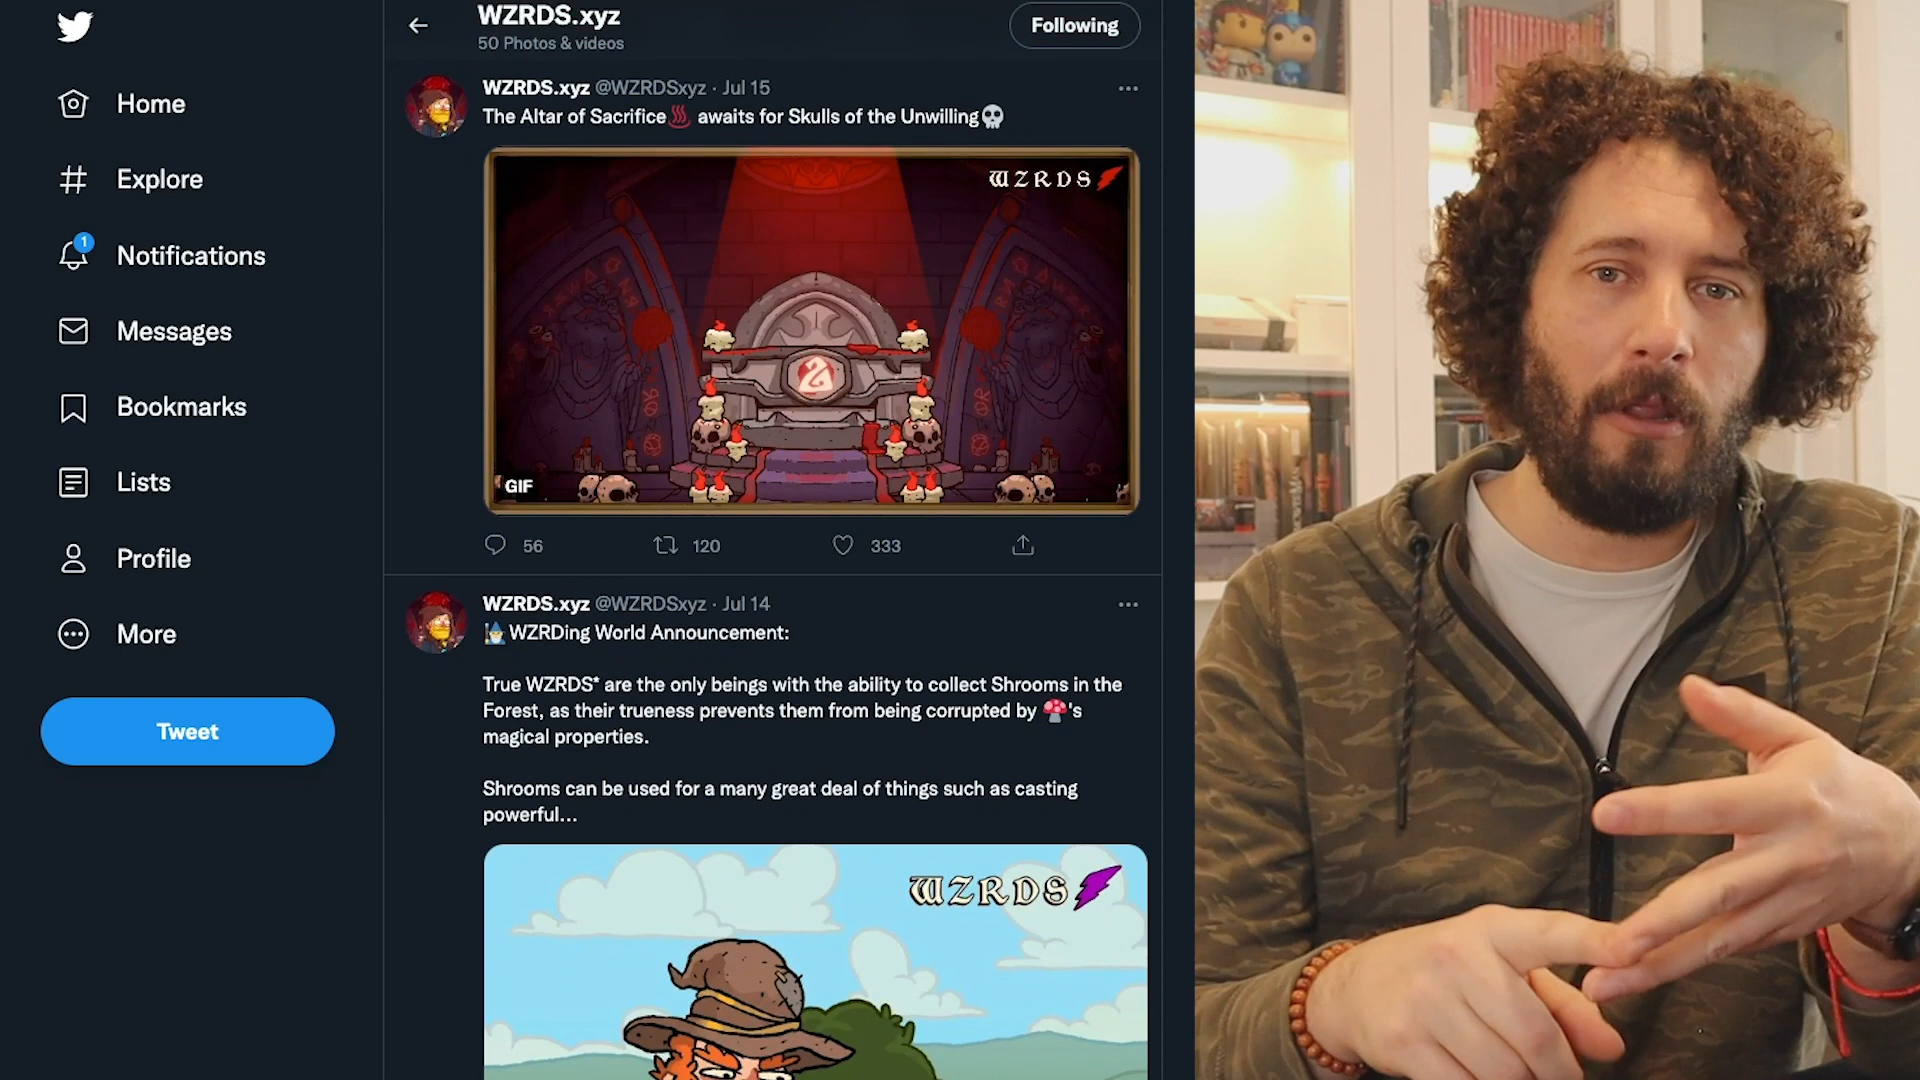 WZRDS.xyz
50 Photos & videos
Following
Home
Explore
1
Notifications
Messages
Bookmarks
Lists
Profile
More
Tweet
WZRDS.xyz @WZRDSxyz · Jul 15
The Altar of Sacrifice♨️ awaits for Skulls of the Unwilling💀
WZRDS
GIF
56
120
333
WZRDS.xyz @WZRDSxyz · Jul 14
🧙‍♂️WZRDing World Announcement:
True WZRDS* are the only beings with the ability to collect Shrooms in the
Forest, as their trueness prevents them from being corrupted by 🍄's
magical properties.
Shrooms can be used for a many great deal of things such as casting
powerful...
WZRDS